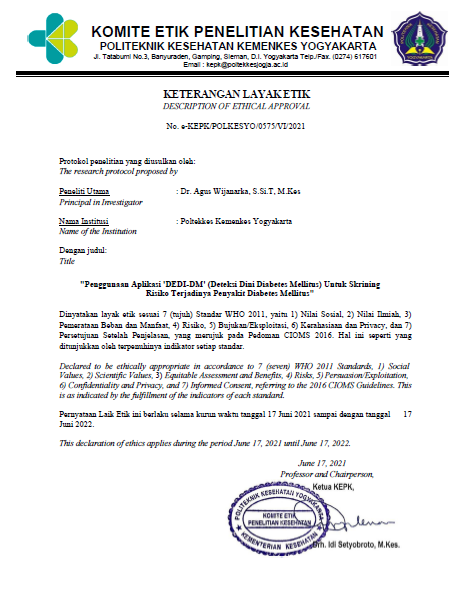 KOMITE ETIK PENELITIAN KESEHATAN
POLITEKNIK KESEHATAN KEMENKES YOGYAKARTA
Jl. Tatabumi No.3, Banyuraden, Gamping, Sleman, D.I. Yogyakarta Telp./Fax. (0274) 617601
Email : kepk@poltekkesjogja.ac.id
KETERANGAN LAYAK ETIK
DESCRIPTION OF ETHICAL APPROVAL
No. e-KEPK/POLKESYO/0575/VI/2021
Protokol penelitian yang diusulkan oleh:
The research protocol proposed by
Peneliti Utama : Dr. Agus Wijanarka, S.Si.T, M.Kes
Principal in Investigator
Nama Institusi : Poltekkes Kemenkes Yogyakarta
Name of the Institution
Dengan judul:
Title
"Penggunaan Aplikasi 'DEDI-DM' (Deteksi Dini Diabetes Mellitus) Untuk Skrining
Risiko Terjadinya Penyakit Diabetes Mellitus"
Dinyatakan layak etik sesuai 7 (tujuh) Standar WHO 2011, yaitu 1) Nilai Sosial, 2) Nilai Ilmiah, 3)
Pemerataan Beban dan Manfaat, 4) Risiko, 5) Bujukan/Eksploitasi, 6) Kerahasiaan dan Privacy, dan 7)
Persetujuan Setelah Penjelasan, yang merujuk pada Pedoman CIOMS 2016. Hal ini seperti yang
ditunjukkan oleh terpenuhinya indikator setiap standar.
Declared to be ethically appropriate in accordance to 7 (seven) WHO 2011 Standards, 1) Social
Values, 2) Scientific Values, 3) Equitable Assessment and Benefits, 4) Risks, 5) Persuasion/Exploitation,
6) Confidentiality and Privacy, and 7) Informed Consent, referring to the 2016 CIOMS Guidelines. This
is as indicated by the fulfillment of the indicators of each standard.
Pernyataan Laik Etik ini berlaku selama kurun waktu tanggal 17 Juni 2021 sampai dengan tanggal 17
Juni 2022.
This declaration of ethics applies during the period June 17, 2021 until June 17, 2022.
June 17, 2021
Professor and Chairperson,
Ketua KEPK,
POLITEKNIK KESEHATAN YOGYAKARTA
KOMITE ETIK
PENELITIAN KESEHATAN
KEMENTERIAN KESEHATAN
Drh. Idi Setyobroto, M.Kes.